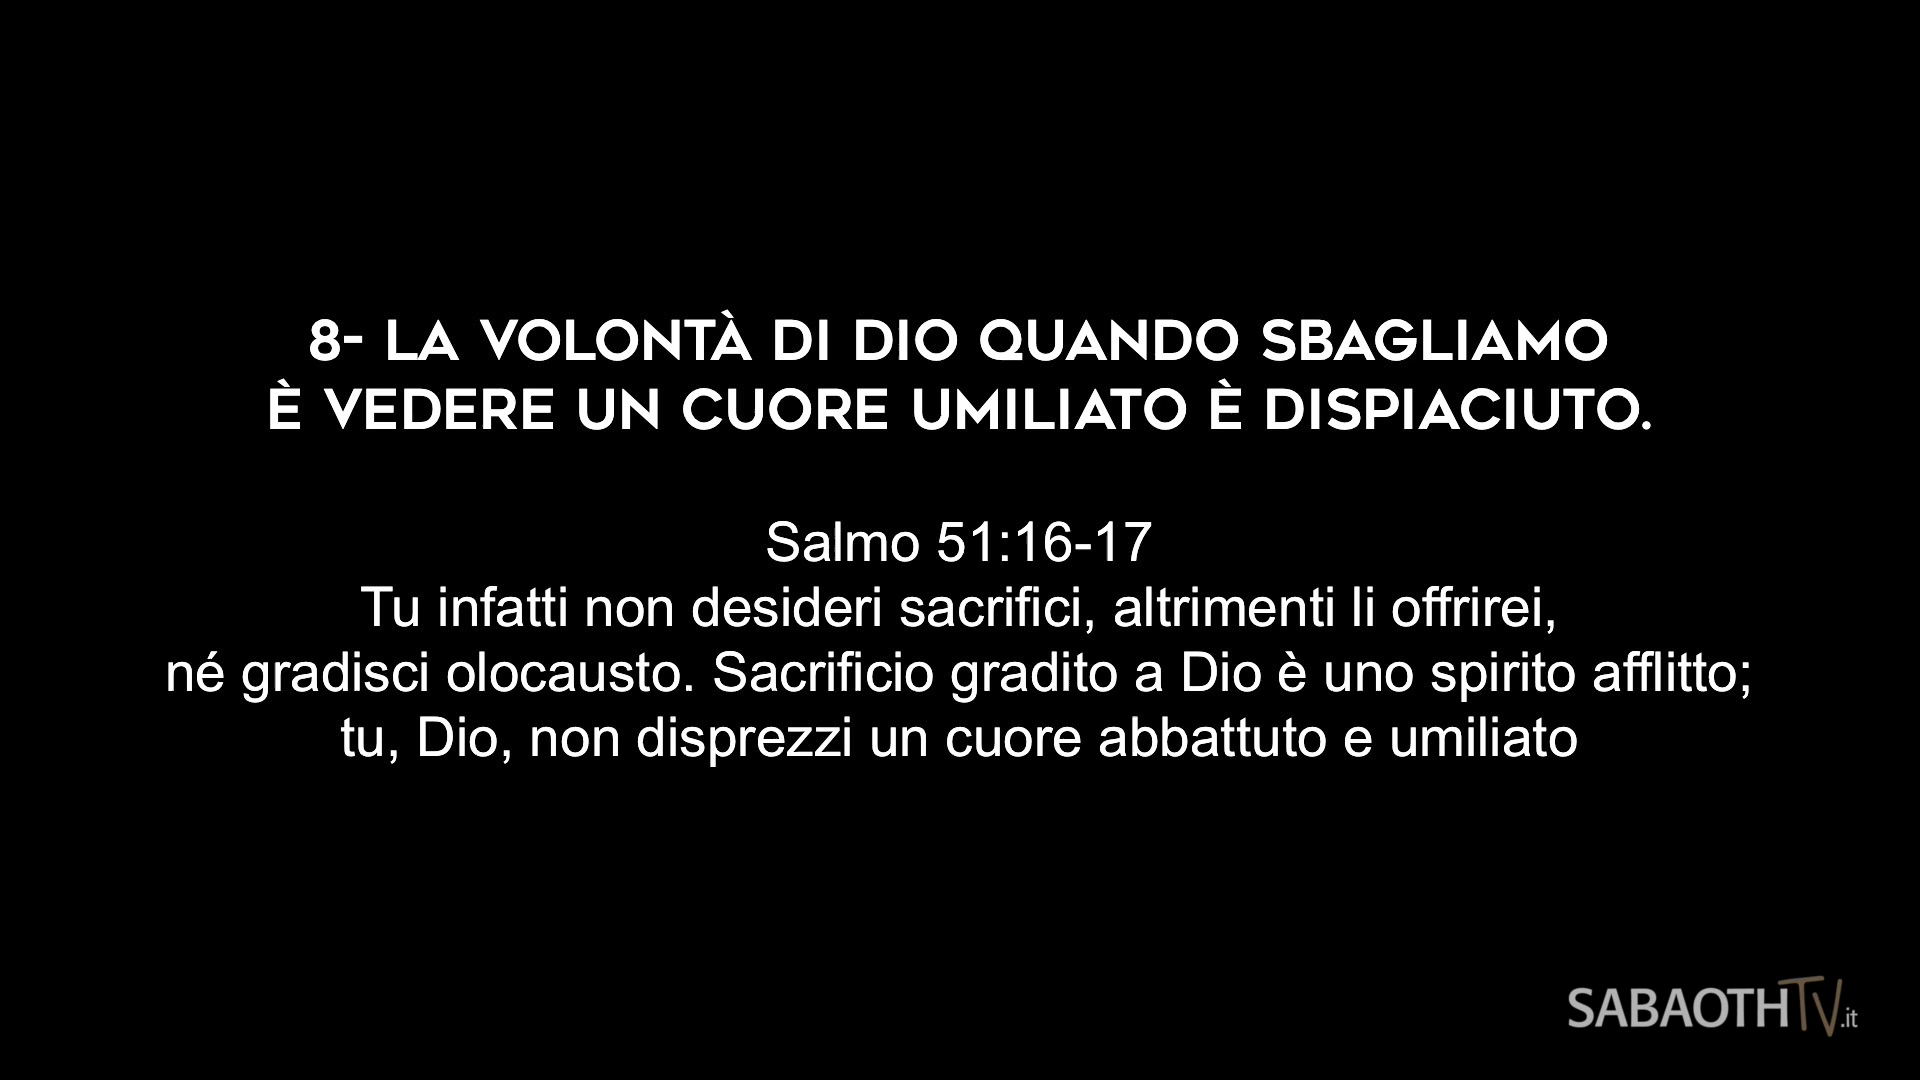 8- LA VOLONTÀ DI DIO QUANDO SBAGLIAMO
È VEDERE UN CUORE UMILIATO È DISPIACIUTO.
Salmo 51:16-17
Tu infatti non desideri sacrifici, altrimenti li offrirei,
né gradisci olocausto. Sacrificio gradito a Dio è uno spirito afflitto;
tu, Dio, non disprezzi un cuore abbattuto e umiliato
SABAOTHTV.it